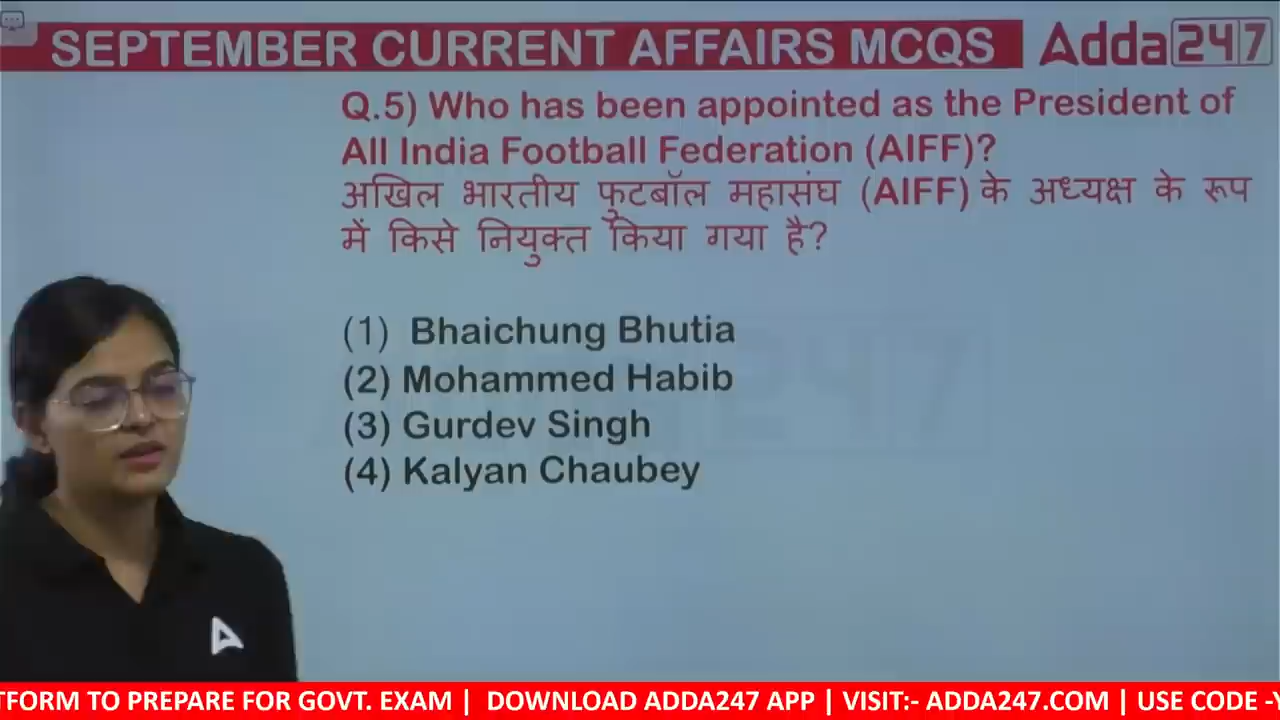 SEPTEMBER CURRENT AFFAIRS MCQS
Adda247
Q.5) Who has been appointed as the President of
All India Football Federation (AIFF)?
अखिल भारतीय फुटबॉल महासंघ (AIFF) के अध्यक्ष के रूप
में किसे नियुक्त किया गया है?
(1) Bhaichung Bhutia
(2) Mohammed Habib
(3) Gurdev Singh
(4) Kalyan Chaubey
TFORM TO PREPARE FOR GOVT. EXAM | DOWNLOAD ADDA247 APP | VISIT:- ADDA247.COM | USE CODE -